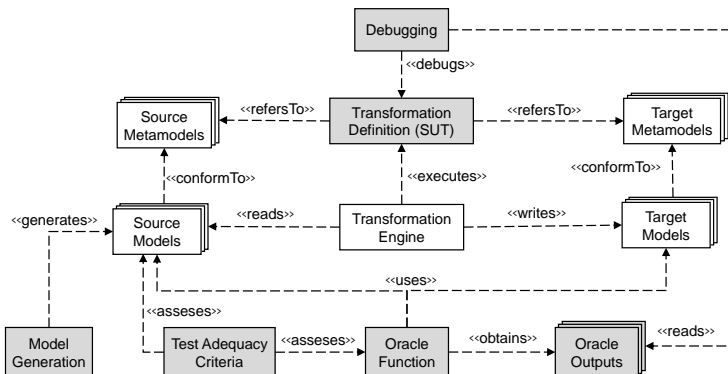 Debugging
<<debugs>>
Source
Metamodels
<<refersTo>>
Transformation
Definition (SUT)
<<refersTo>>
Target
Metamodels
<<conformTo>>
<<executes>>
<<conformTo>>
<<generates>>
Source
Models
<<reads>>
Transformation
Engine
<<writes>>
Target
Models
<<uses>>
<<asseses>>
Model
Generation
Test Adequacy
Criteria
<<asseses>>
Oracle
Function
<<obtains>>
Oracle
Outputs
<<reads>>